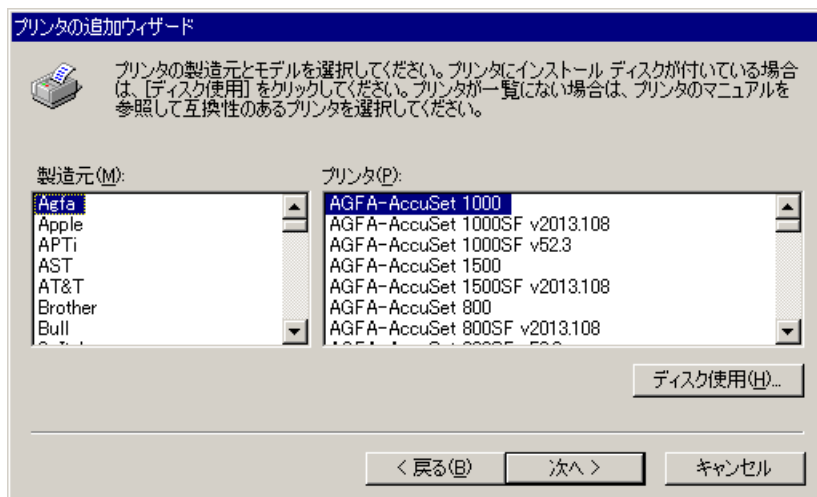 プリンタの追加ウィザード
プリンタの製造元とモデルを選択してください。プリンタにインストール ディスクが付いている場合
は、[ディスク使用] をクリックしてください。プリンタが一覧にない場合は、プリンタのマニュアルを
参照して互換性のあるプリンタを選択してください。
製造元(M):
プリンタ(P):
Agfa
Apple
APTi
AST
AT&T
Brother
Bull
AGFA-AccuSet 1000
AGFA-AccuSet 1000SF v2013.108
AGFA-AccuSet 1000SF v52.3
AGFA-AccuSet 1500
AGFA-AccuSet 1500SF v2013.108
AGFA-AccuSet 800
AGFA-AccuSet 800SF v2013.108
ディスク使用(H)...
< 戻る(B)
次へ >
キャンセル